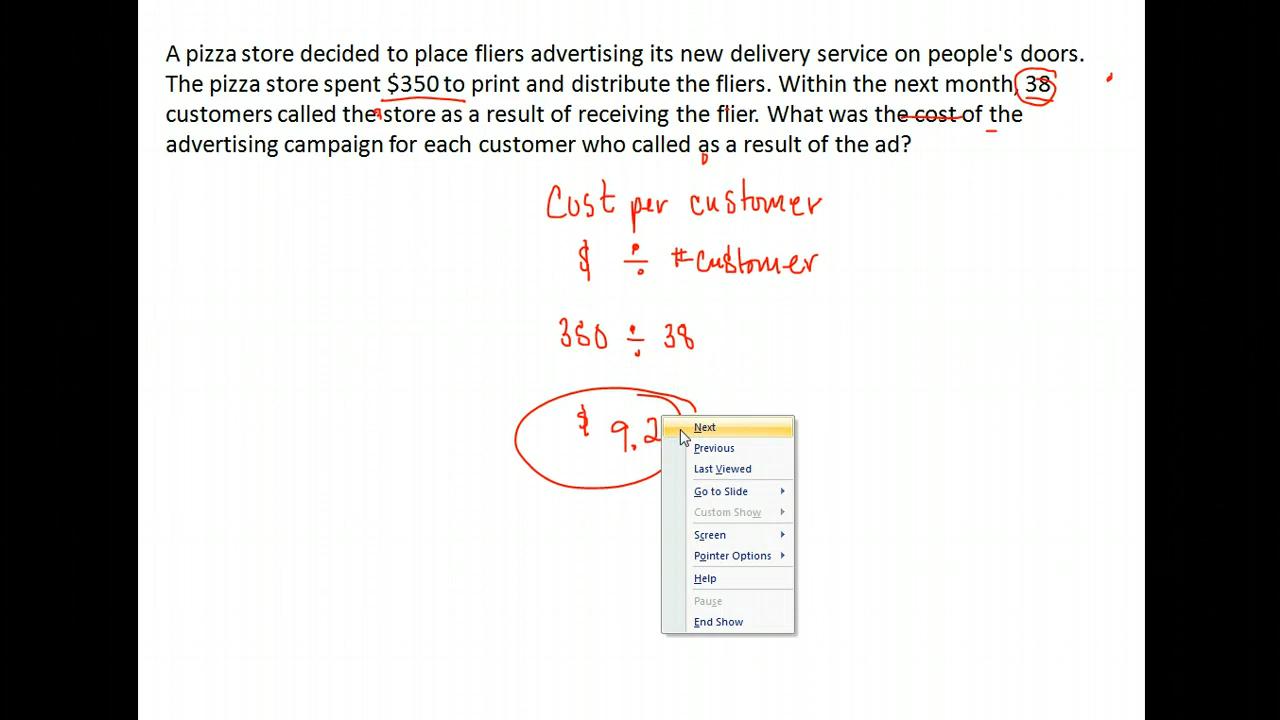 A pizza store decided to place fliers advertising its new delivery service on people's doors.
The pizza store spent $350 to print and distribute the fliers. Within the next month, 38
customers called the store as a result of receiving the flier. What was the cost of the
advertising campaign for each customer who called as a result of the ad?
Cost per customer
$ ÷ #customer
350 ÷ 38
$ 9.2
Next
Previous
Last Viewed
Go to Slide
Custom Show
Screen
Pointer Options
Help
Pause
End Show